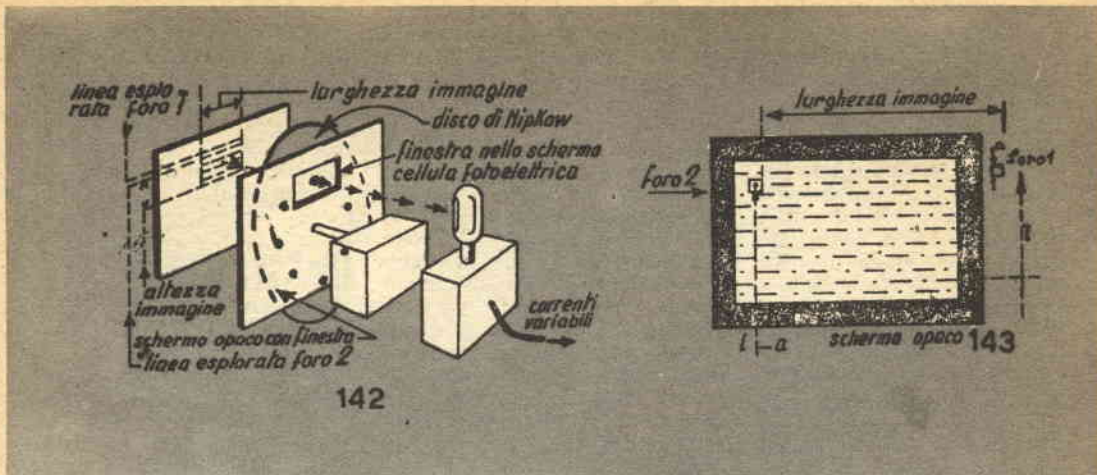 linea esplo
rata foro 1
larghezza immagine
disco di Nipkow
finestra nello schermo
cellula fotoelettrica
altezza
immagine
schermo opaco con finestra
linea esplorata foro 2
correnti
variabili
142
larghezza immagine
foro 1
foro 2
a
schermo opaco
143